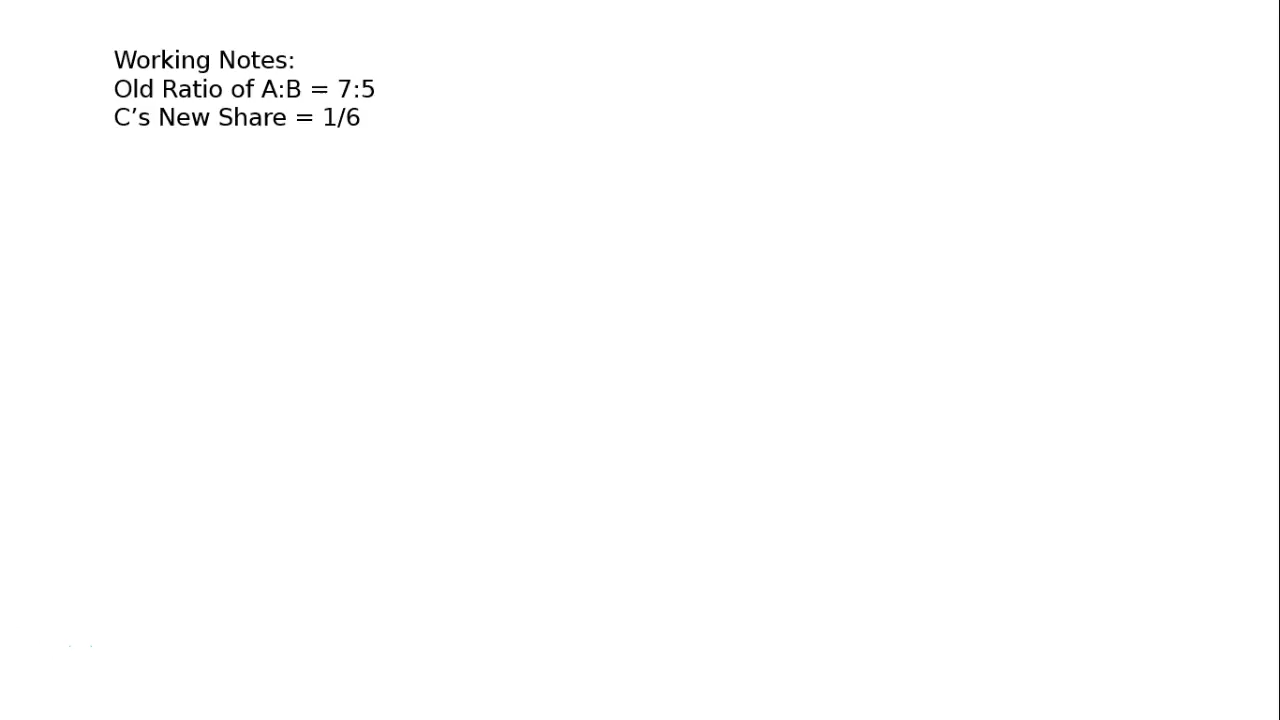 Working Notes:
Old Ratio of A:B = 7:5
C’s New Share = 1/6